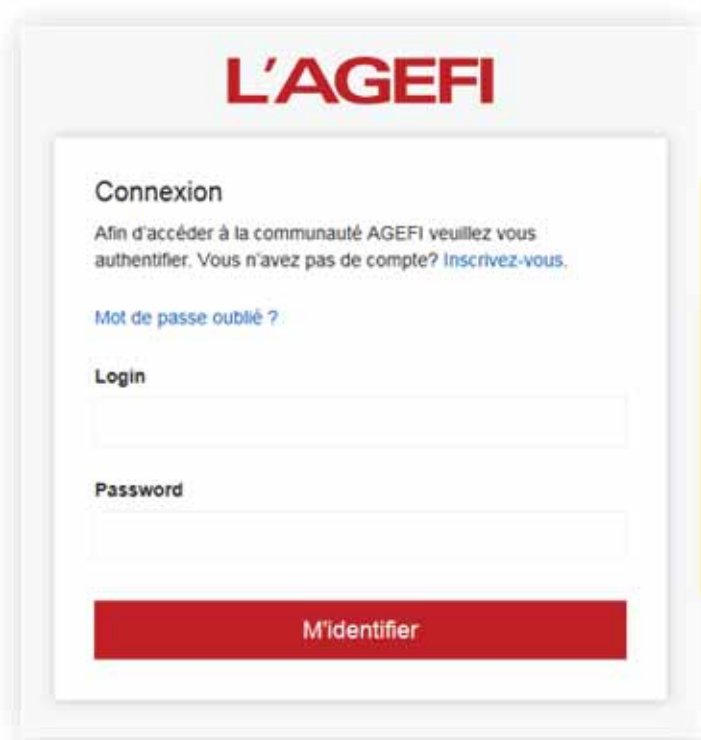 L'AGEFI
Connexion
Afin d'accéder à la communauté AGEFI veuillez vous
authentifier. Vous n'avez pas de compte? Inscrivez-vous.
Mot de passe oublié ?
Login
Password
M'identifier